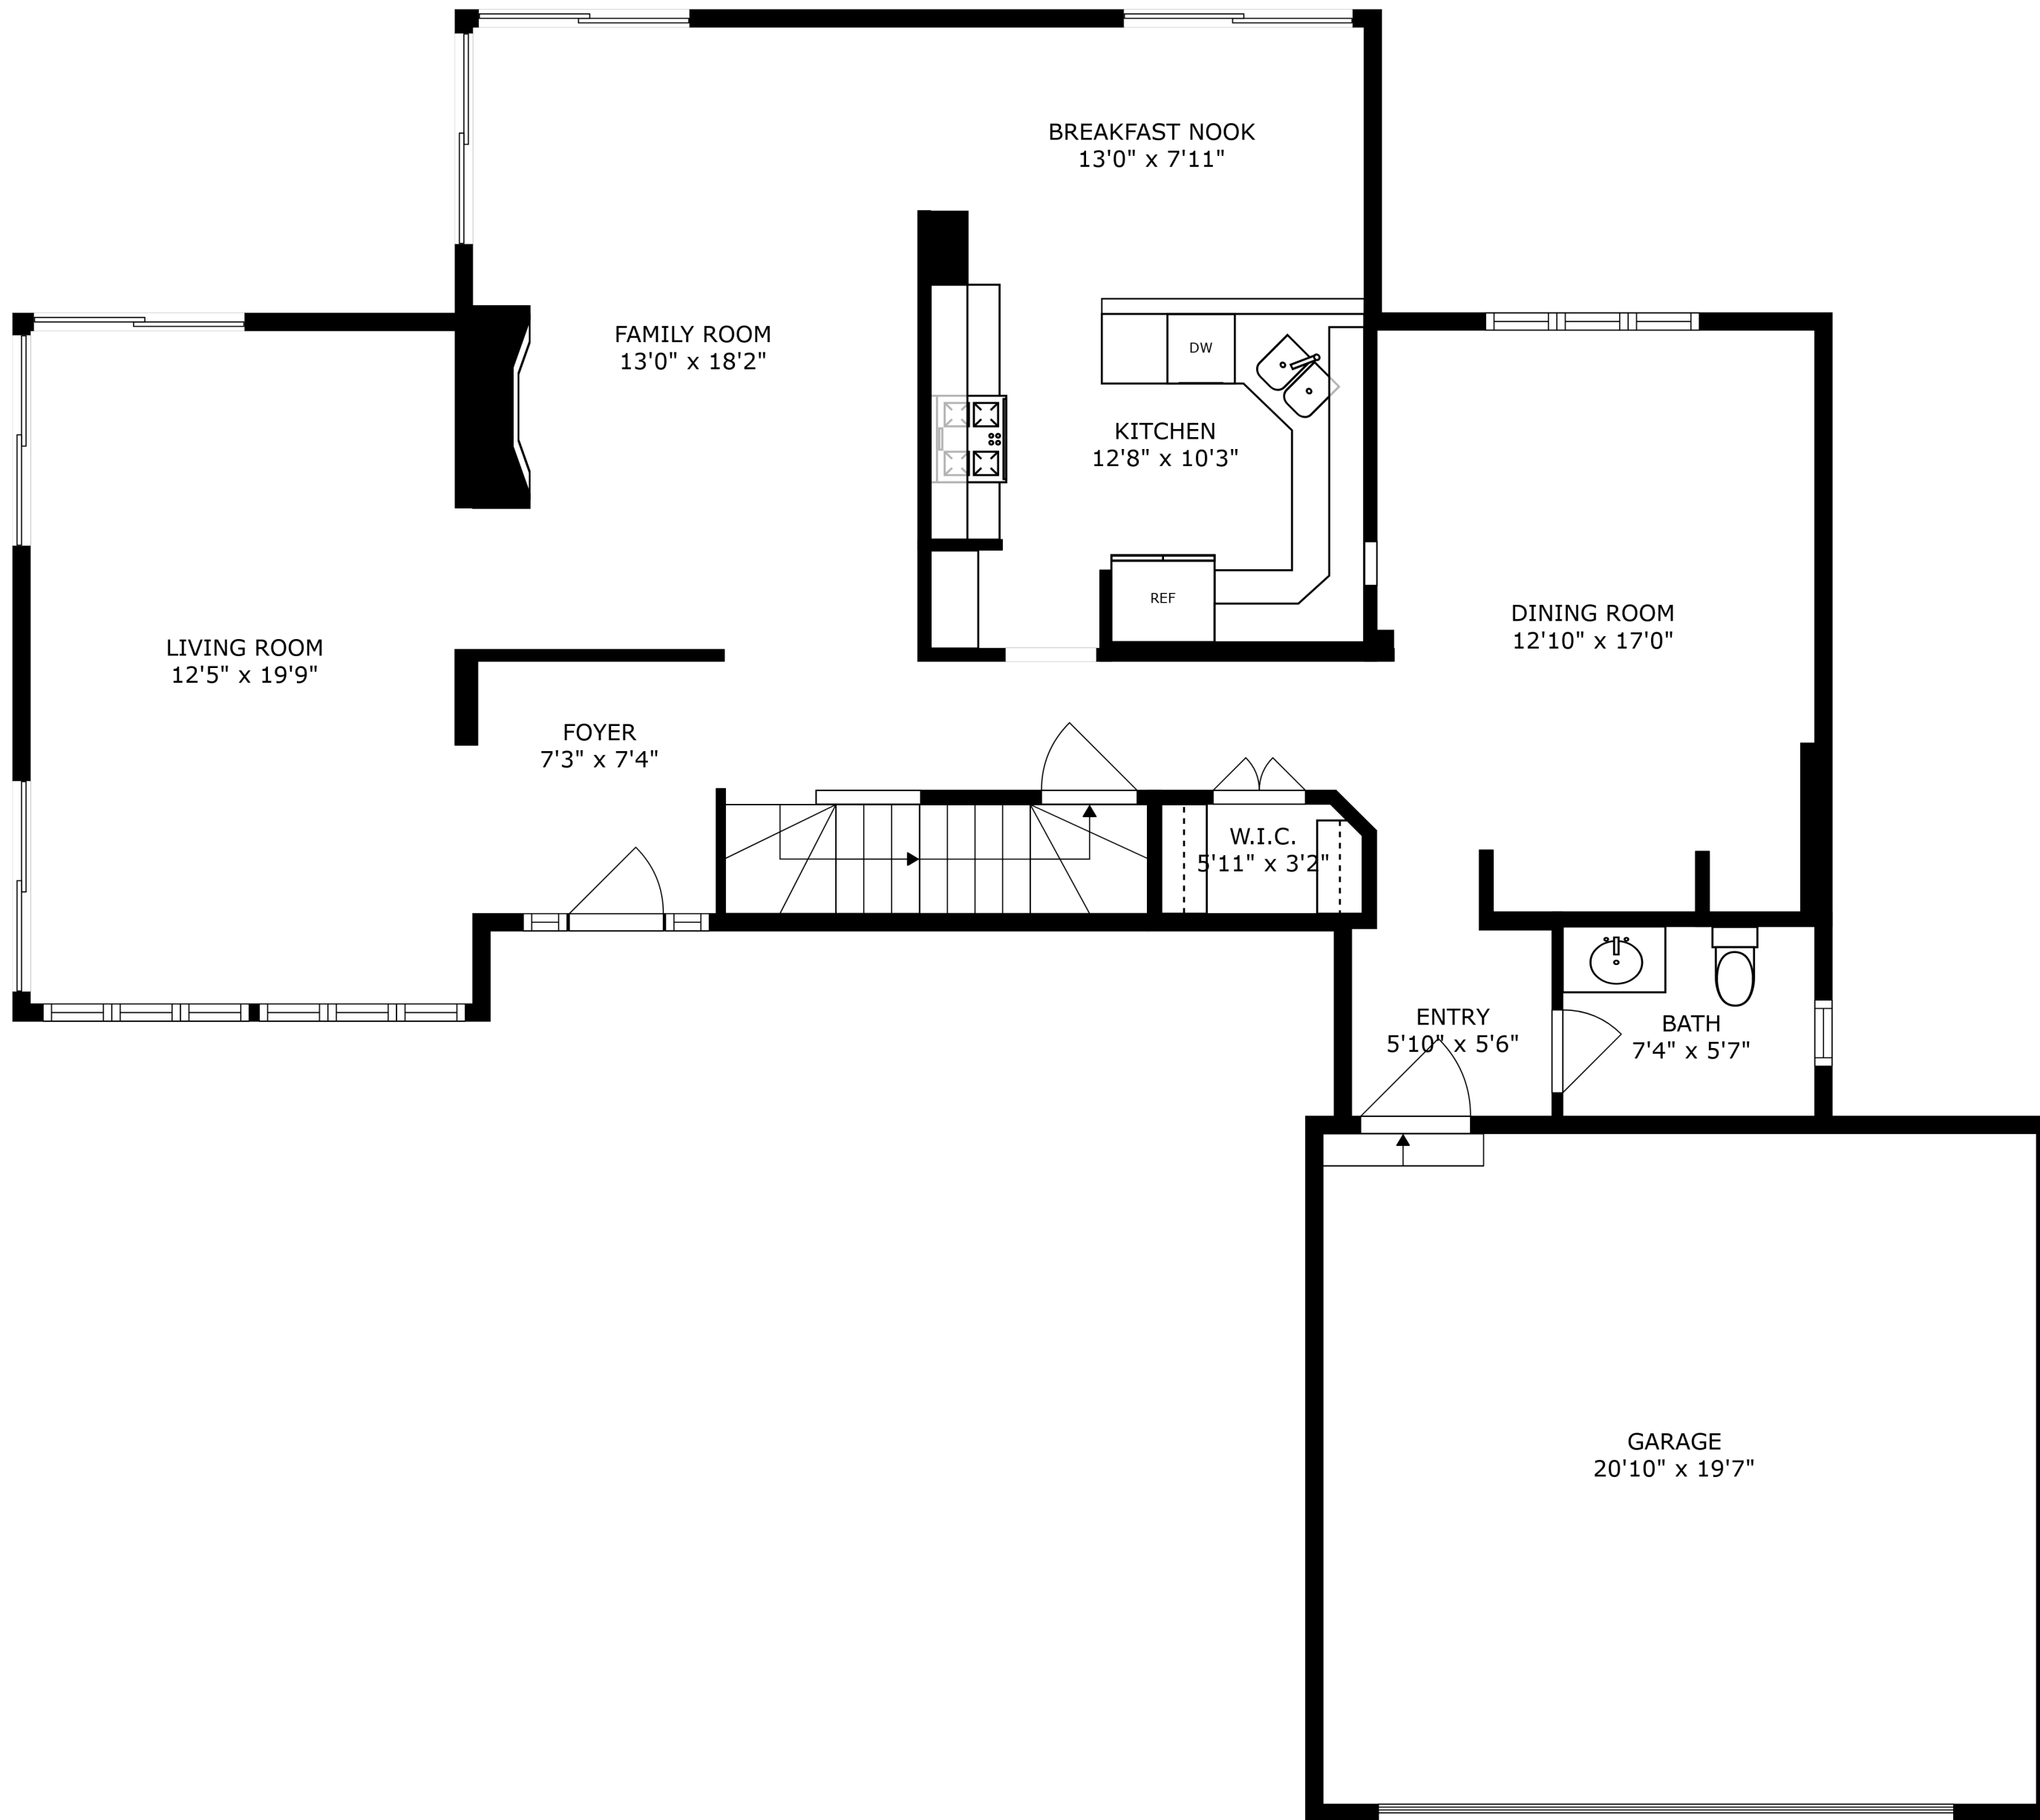 BREAKFAST NOOK
13'0" x 7'11"
FAMILY ROOM
13'0" x 18'2"
DW
KITCHEN
12'8" x 10'3"
REF
DINING ROOM
12'10" x 17'0"
LIVING ROOM
12'5" x 19'9"
FOYER
7'3" x 7'4"
W.I.C.
5'11" x 3'2"
ENTRY
5'10" x 5'6"
BATH
7'4" x 5'7"
GARAGE
20'10" x 19'7"